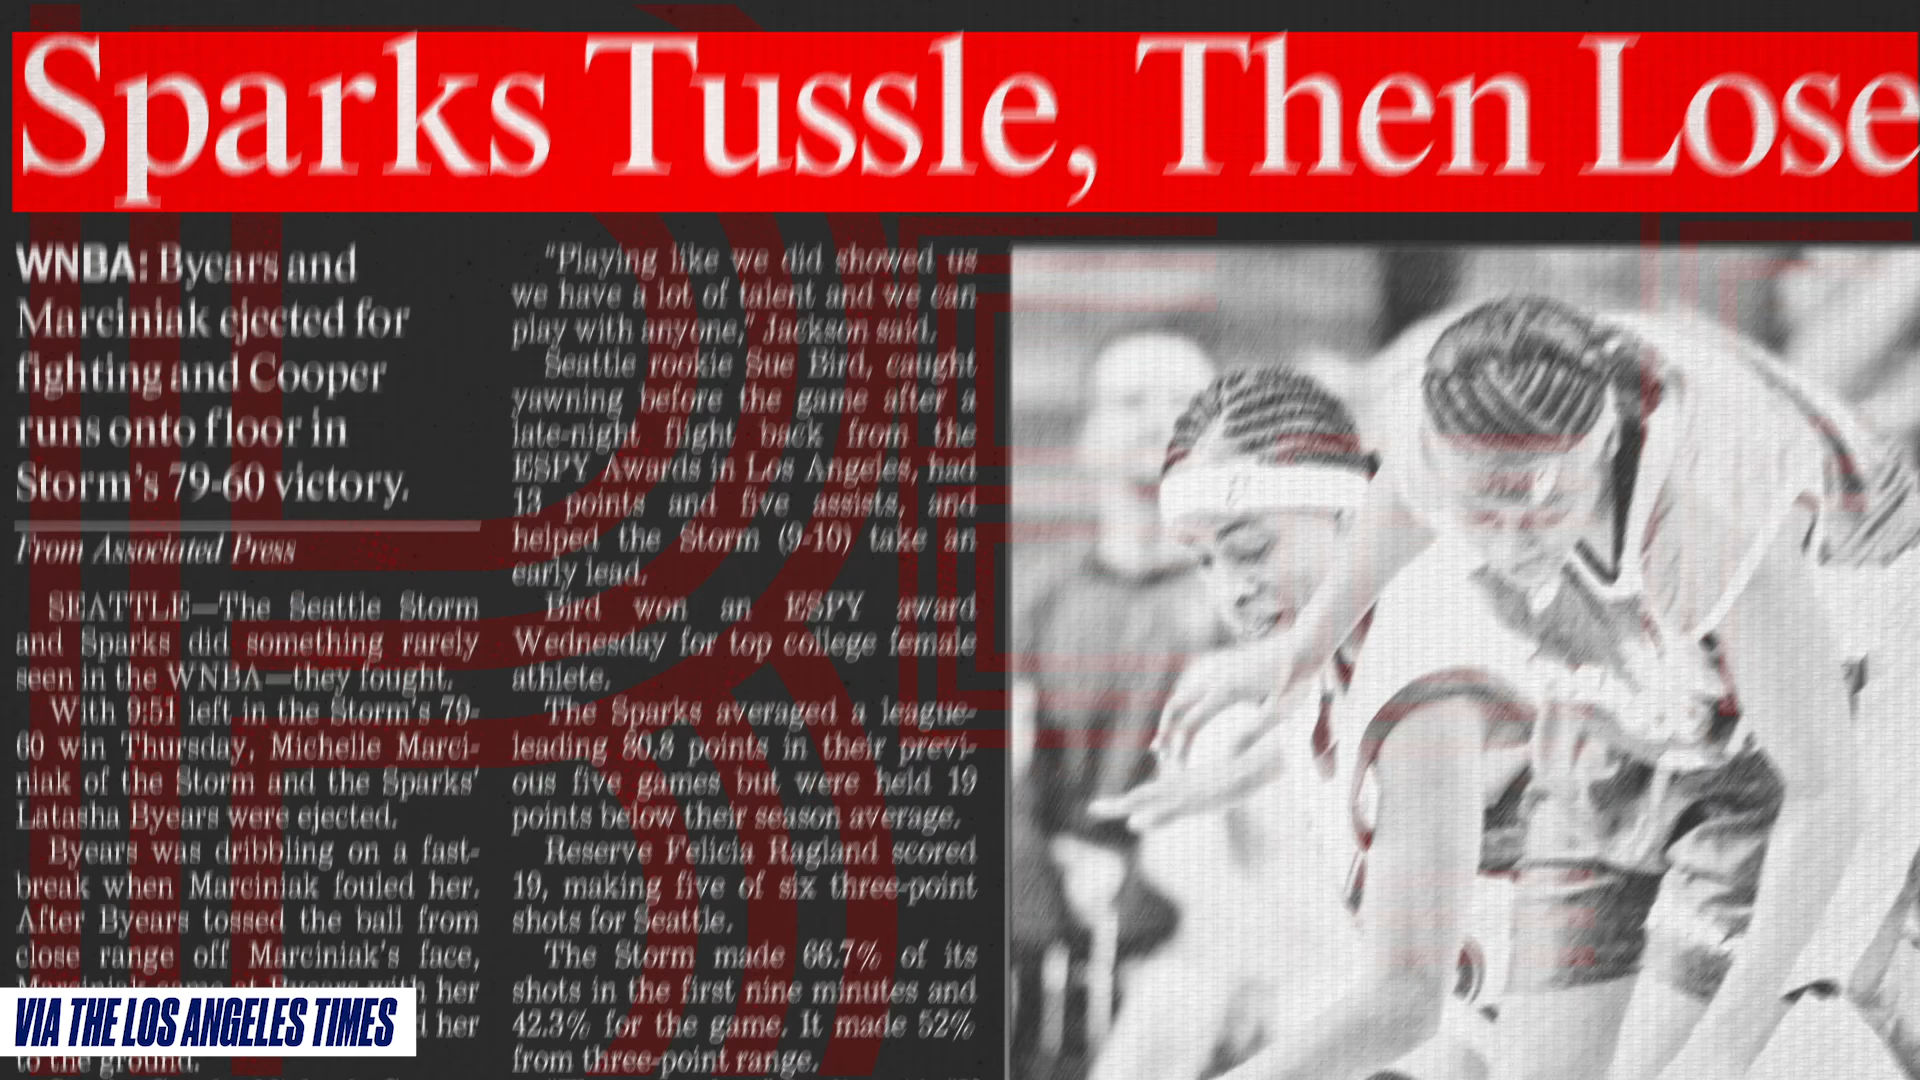 Sparks Tussle, Then Lose
WNBA: Byears and
Marciniak ejected for
fighting and Cooper
runs onto floor in
Storm's 79-60 victory.
From Associated Press
SEATTLE—The Seattle Storm
and Sparks did something rarely
seen in the WNBA—they fought.
With 9:51 left in the Storm's 79-
60 win Thursday, Michelle Marci-
niak of the Storm and the Sparks'
Latasha Byears were ejected.
Byears was dribbling on a fast-
break when Marciniak fouled her.
After Byears tossed the ball from
close range off Marciniak's face,
Marciniak came at Byears with her
her
to the ground.
"Playing like we did showed us
we have a lot of talent and we can
play with anyone," Jackson said.
Seattle rookie Sue Bird, caught
yawning before the game after a
late-night flight back from the
ESPY Awards in Los Angeles, had
13 points and five assists, and
helped the Storm (9-10) take an
early lead.
Bird won an ESPY award
Wednesday for top college female
athlete.
The Sparks averaged a league-
leading 80.8 points in their previ-
ous five games but were held 19
points below their season average.
Reserve Felicia Ragland scored
19, making five of six three-point
shots for Seattle.
The Storm made 66.7% of its
shots in the first nine minutes and
42.3% for the game. It made 52%
from three-point range.
VIA THE LOS ANGELES TIMES